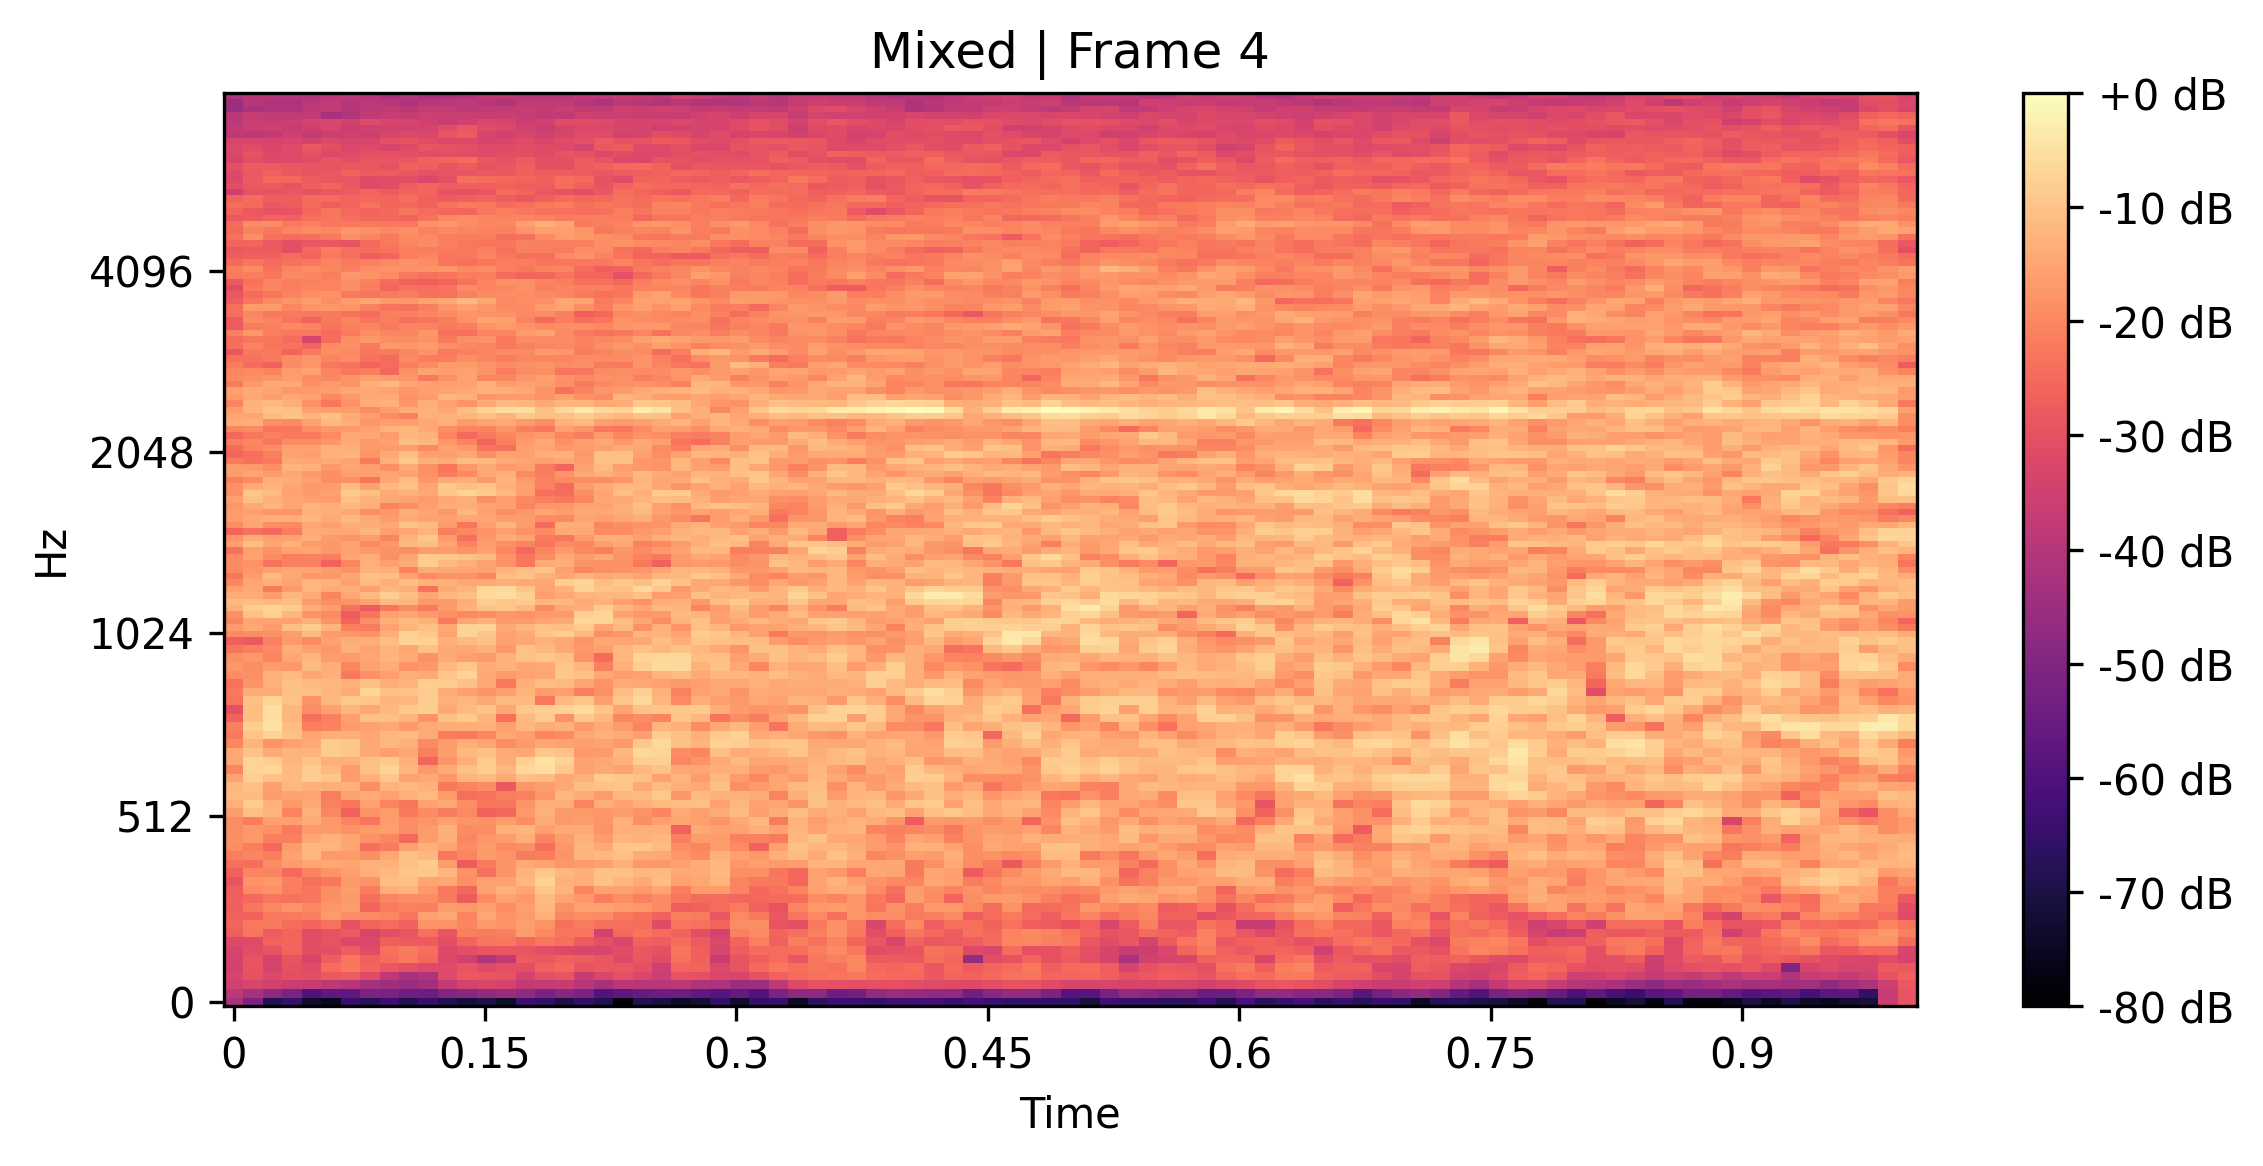 Mixed | Frame 4
+0 dB
-10 dB
-20 dB
-30 dB
-40 dB
-50 dB
-60 dB
-70 dB
-80 dB
Hz
4096
2048
1024
512
0
0 0.15 0.3 0.45 0.6 0.75 0.9
Time